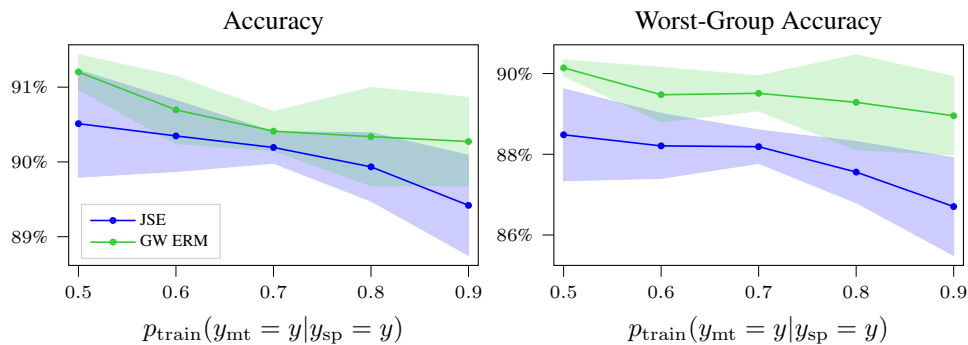 Accuracy
91%
90%
89%
JSE
GW ERM
0.5 0.6 0.7 0.8 0.9
p_train(y_mt = y|y_sp = y)
Worst-Group Accuracy
90%
88%
86%
0.5 0.6 0.7 0.8 0.9
p_train(y_mt = y|y_sp = y)